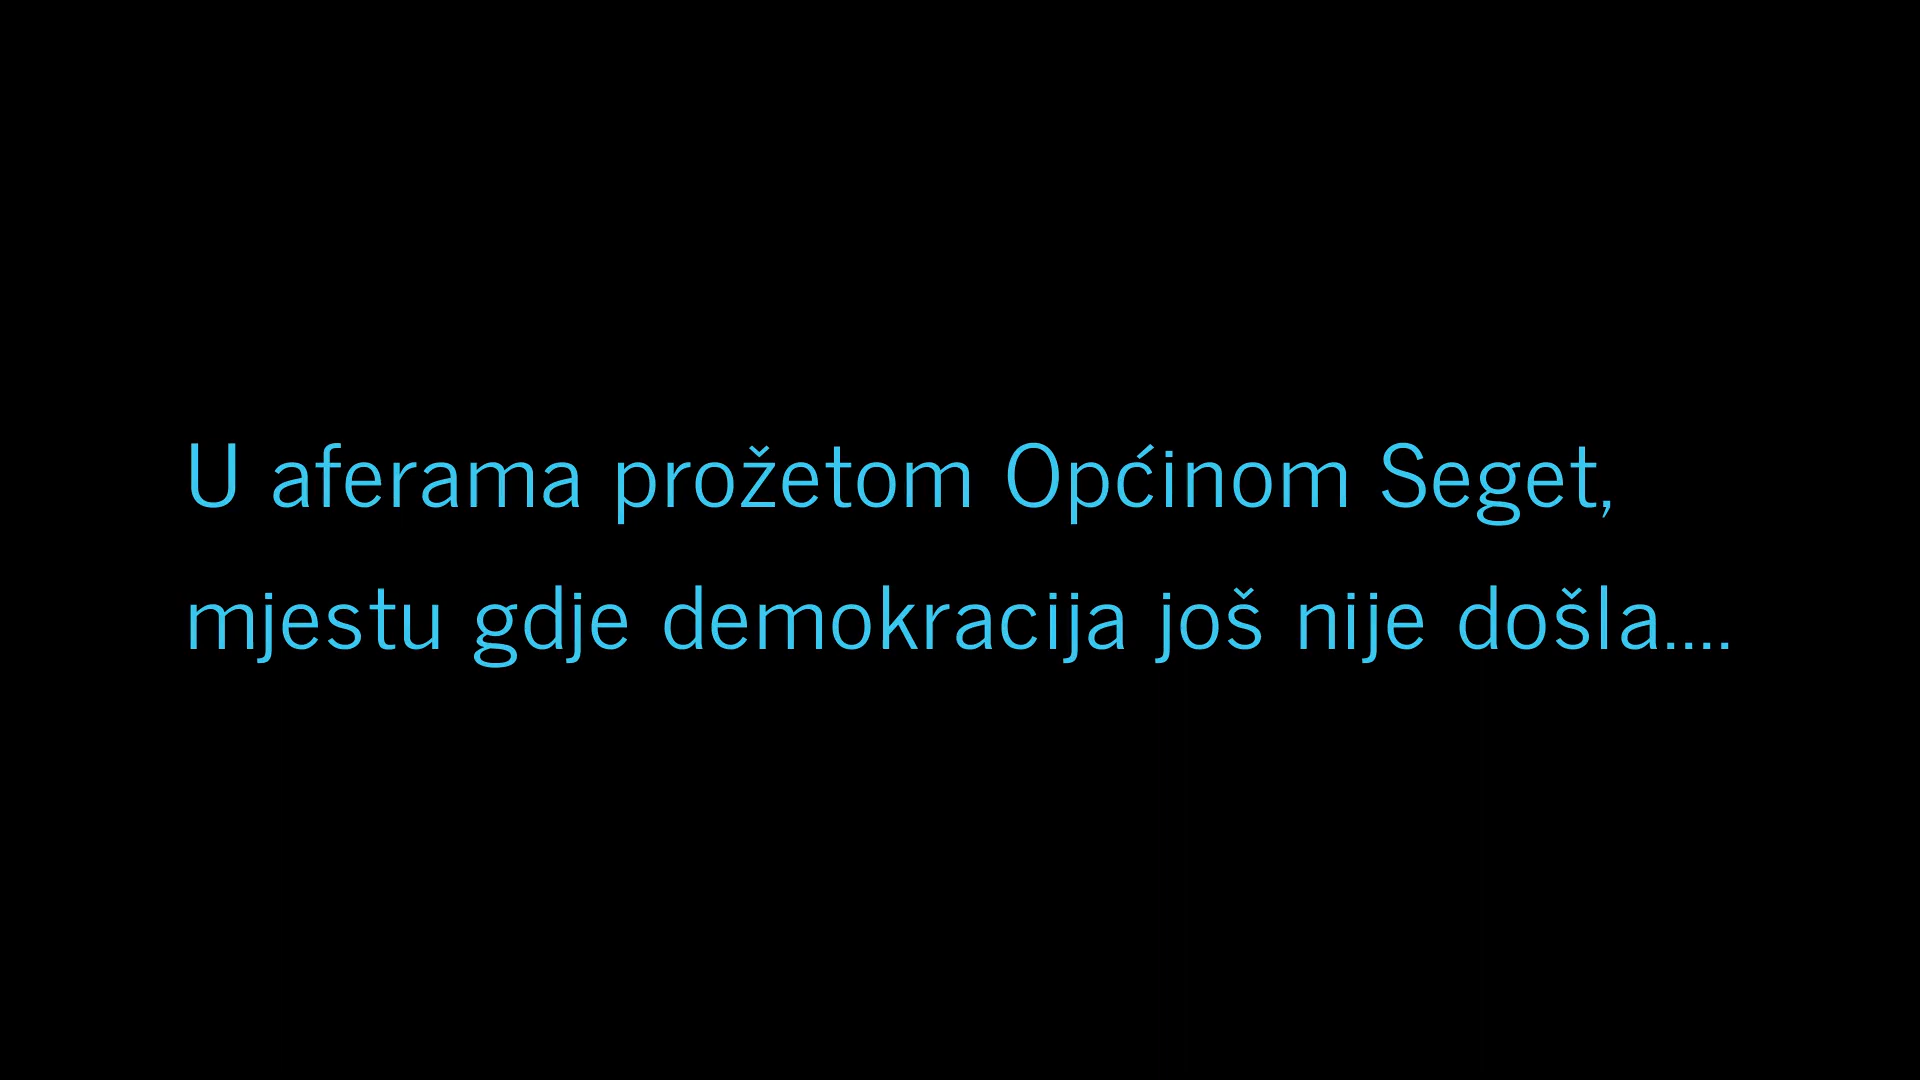 U aferama prožetom Općinom Seget,
mjestu gdje demokracija još nije došla....